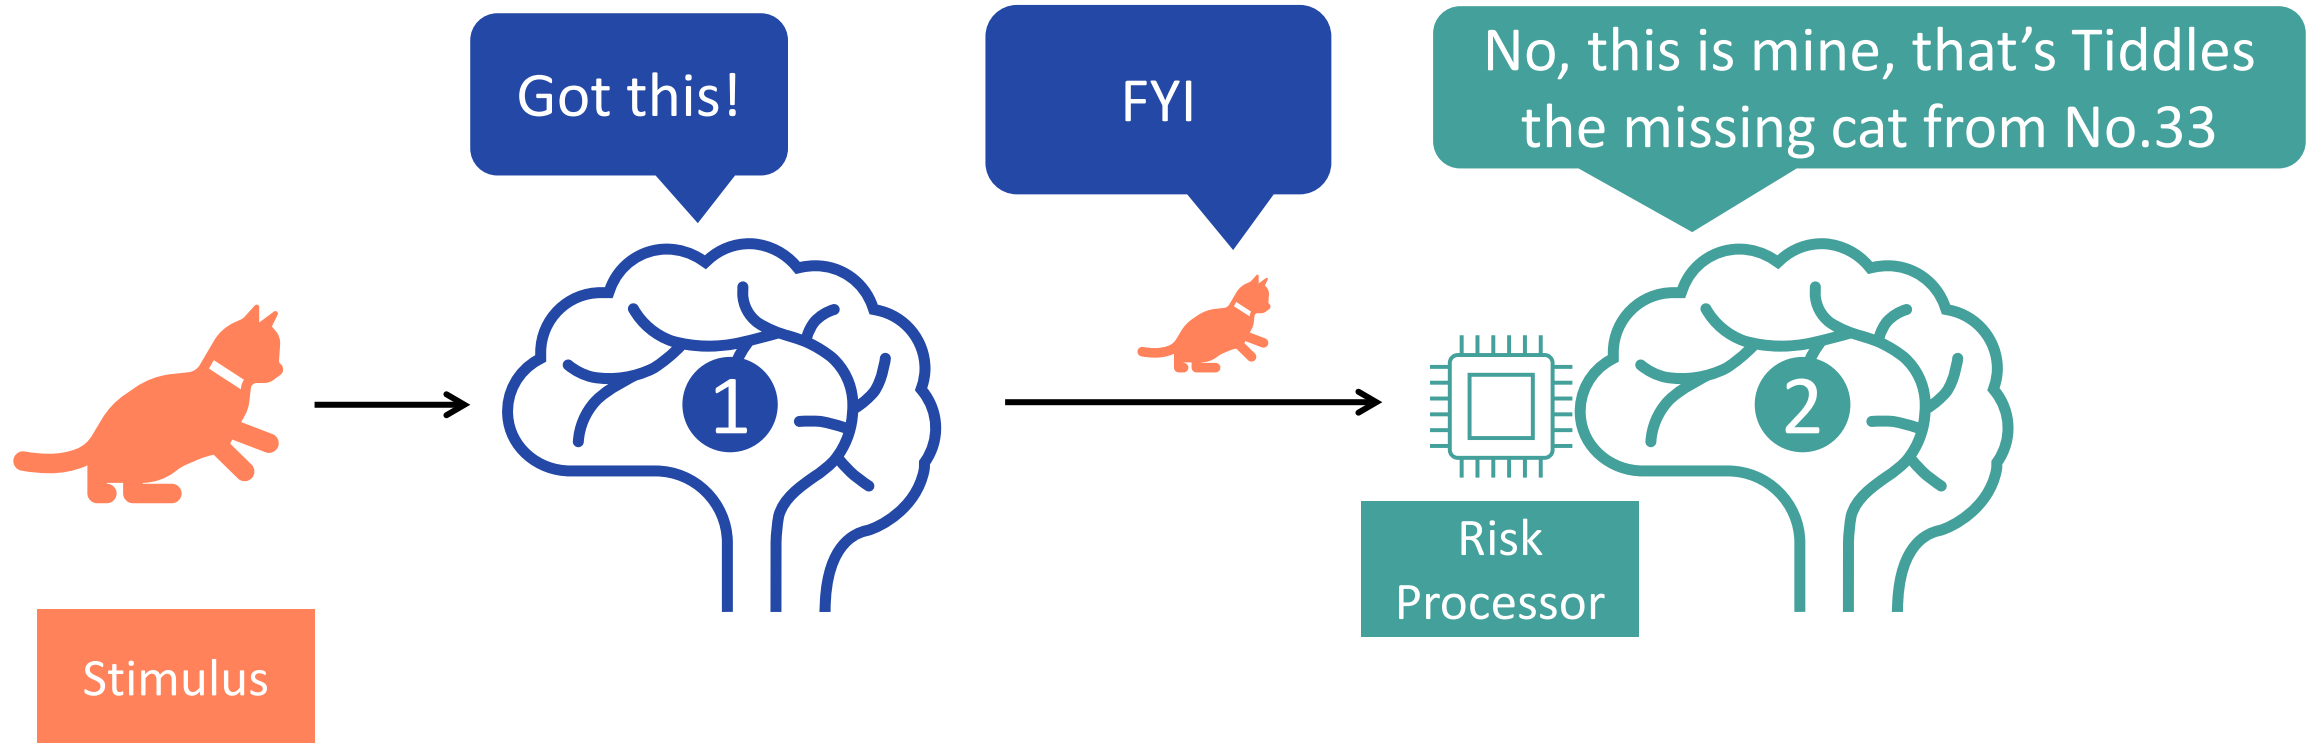 Got this!
FYI
No, this is mine, that’s Tiddles
the missing cat from No.33
1
2
Risk
Processor
Stimulus